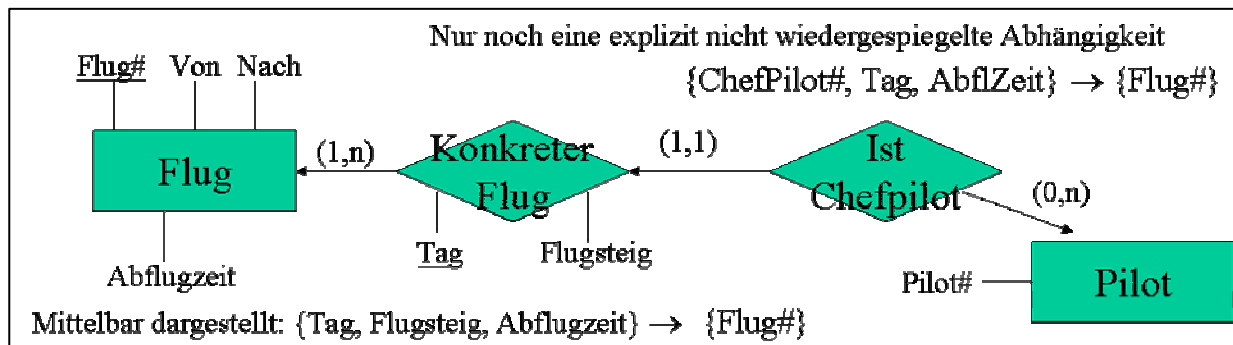 Nur noch eine explizit nicht wiedergespiegelte Abhängigkeit
{ChefPilot#, Tag, AbflZeit} → {Flug#}
Flug# Von Nach
Flug
(1,n)
Konkreter
Flug
(1,1)
Ist
Chefpilot
(0,n)
Tag
Flugsteig
Abflugzeit
Pilot#
Pilot
Mittelbar dargestellt: {Tag, Flugsteig, Abflugzeit} → {Flug#}